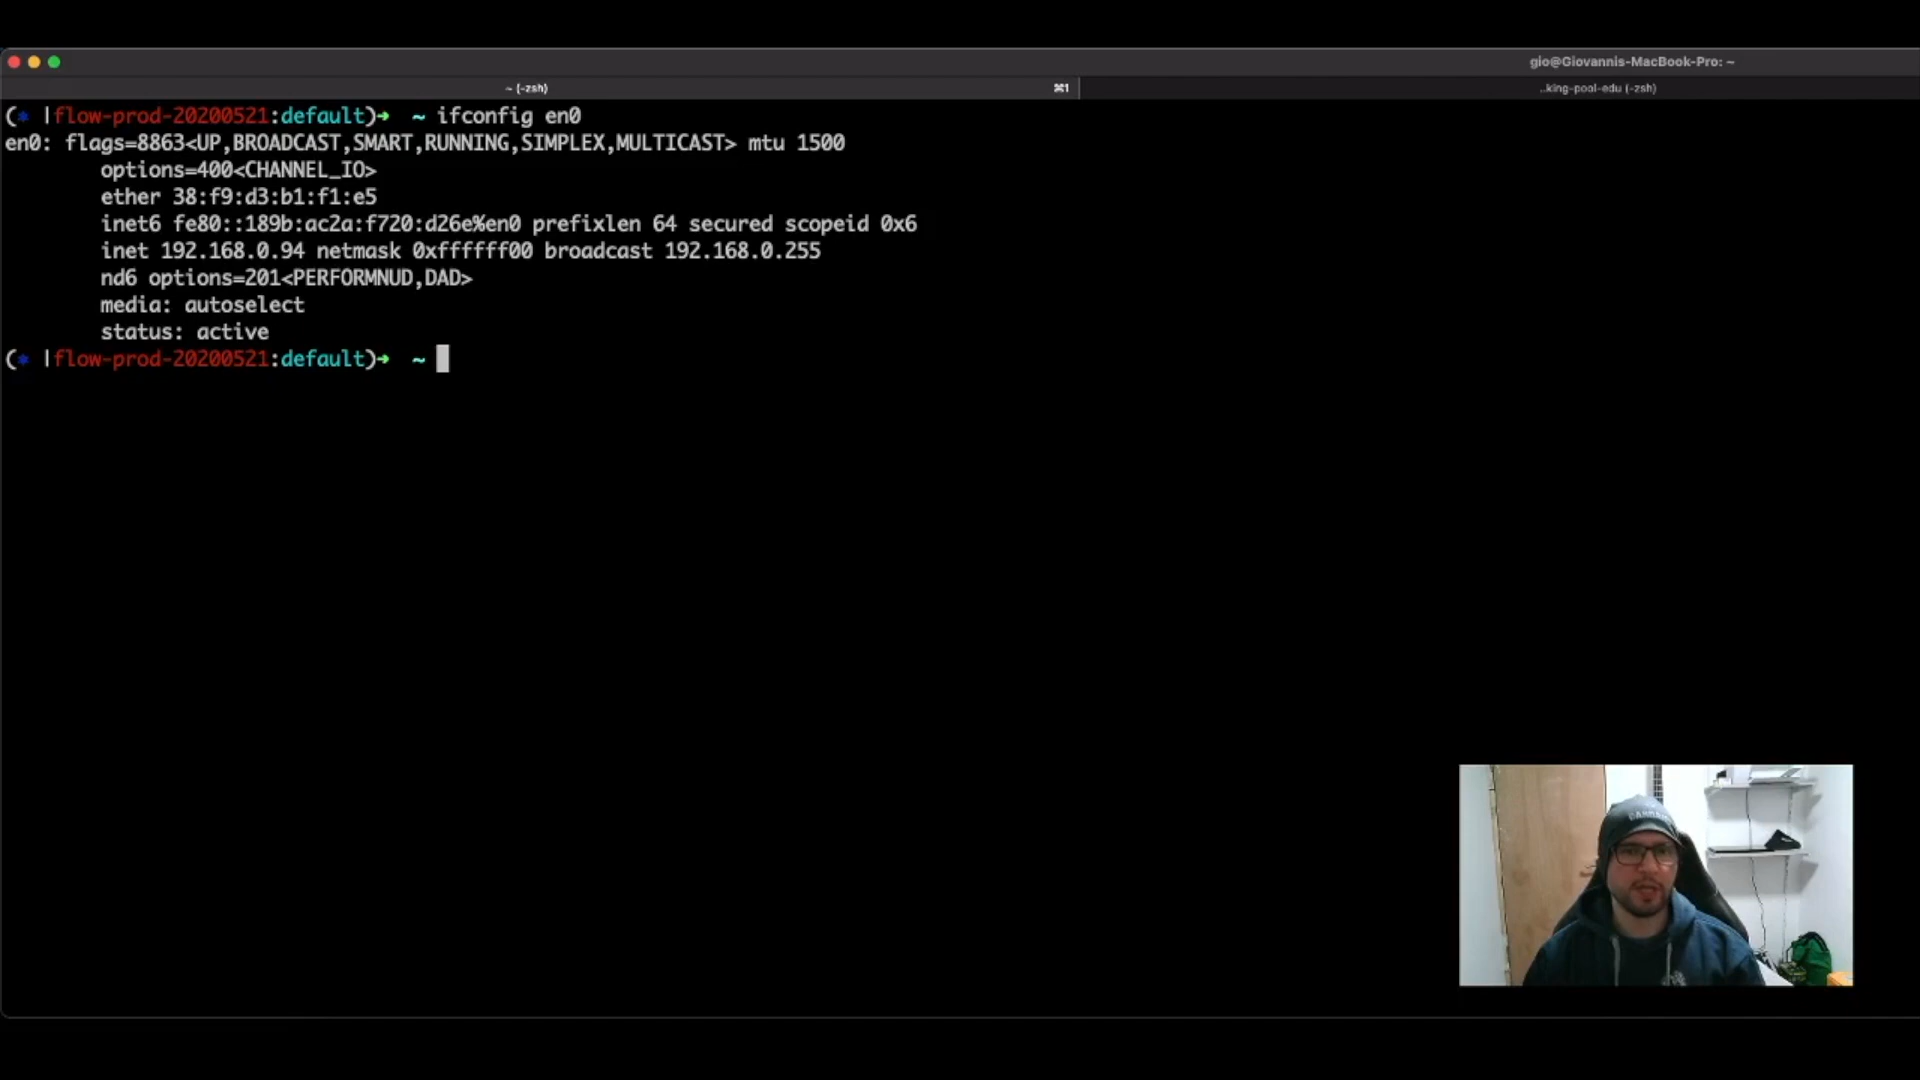 gio@Giovannis-MacBook-Pro: ~
~ (-zsh) ⌘1 ..king-pool-edu (-zsh)
(* |flow-prod-20200521:default)➜ ~ ifconfig en0
en0: flags=8863<UP,BROADCAST,SMART,RUNNING,SIMPLEX,MULTICAST> mtu 1500
options=400<CHANNEL_IO>
ether 38:f9:d3:b1:f1:e5
inet6 fe80::189b:ac2a:f720:d26e%en0 prefixlen 64 secured scopeid 0x6
inet 192.168.0.94 netmask 0xffffff00 broadcast 192.168.0.255
nd6 options=201<PERFORMNUD,DAD>
media: autoselect
status: active
(* |flow-prod-20200521:default)➜ ~